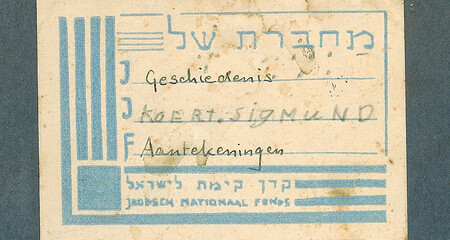 מחברת של
J
Geschiedenis
J
KOERT. SIGMUND
F
Aantekeningen
קרן קימת לישראל
JOODSCH NATIONAAL FONDS